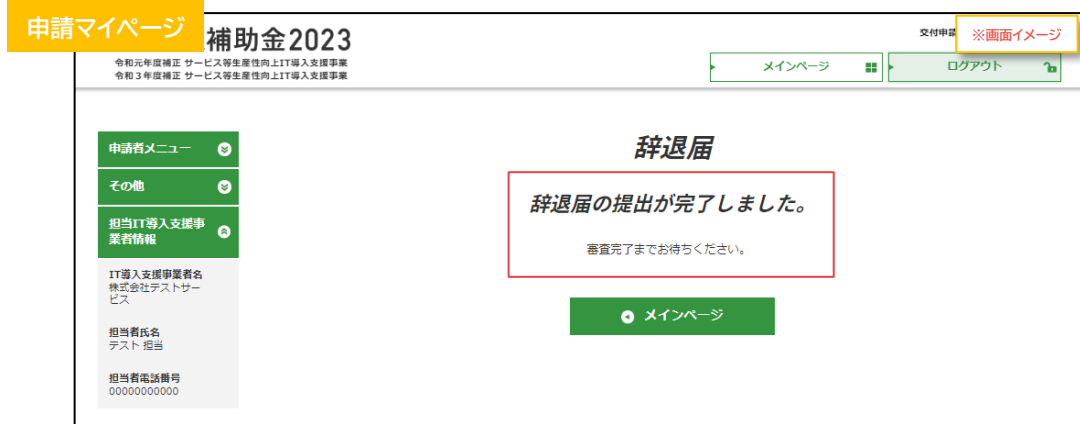 申請マイページ
補助金2023
交付申請
※画面イメージ
令和元年度補正 サービス等生産性向上IT導入支援事業
令和３年度補正 サービス等生産性向上IT導入支援事業
メインページ
ログアウト
申請者メニュー
その他
担当IT導入支援事
業者情報
IT導入支援事業者名
株式会社テストサー
ビス
担当者氏名
テスト 担当
担当者電話番号
00000000000
辞退届
辞退届の提出が完了しました。
審査完了までお待ちください。
メインページ